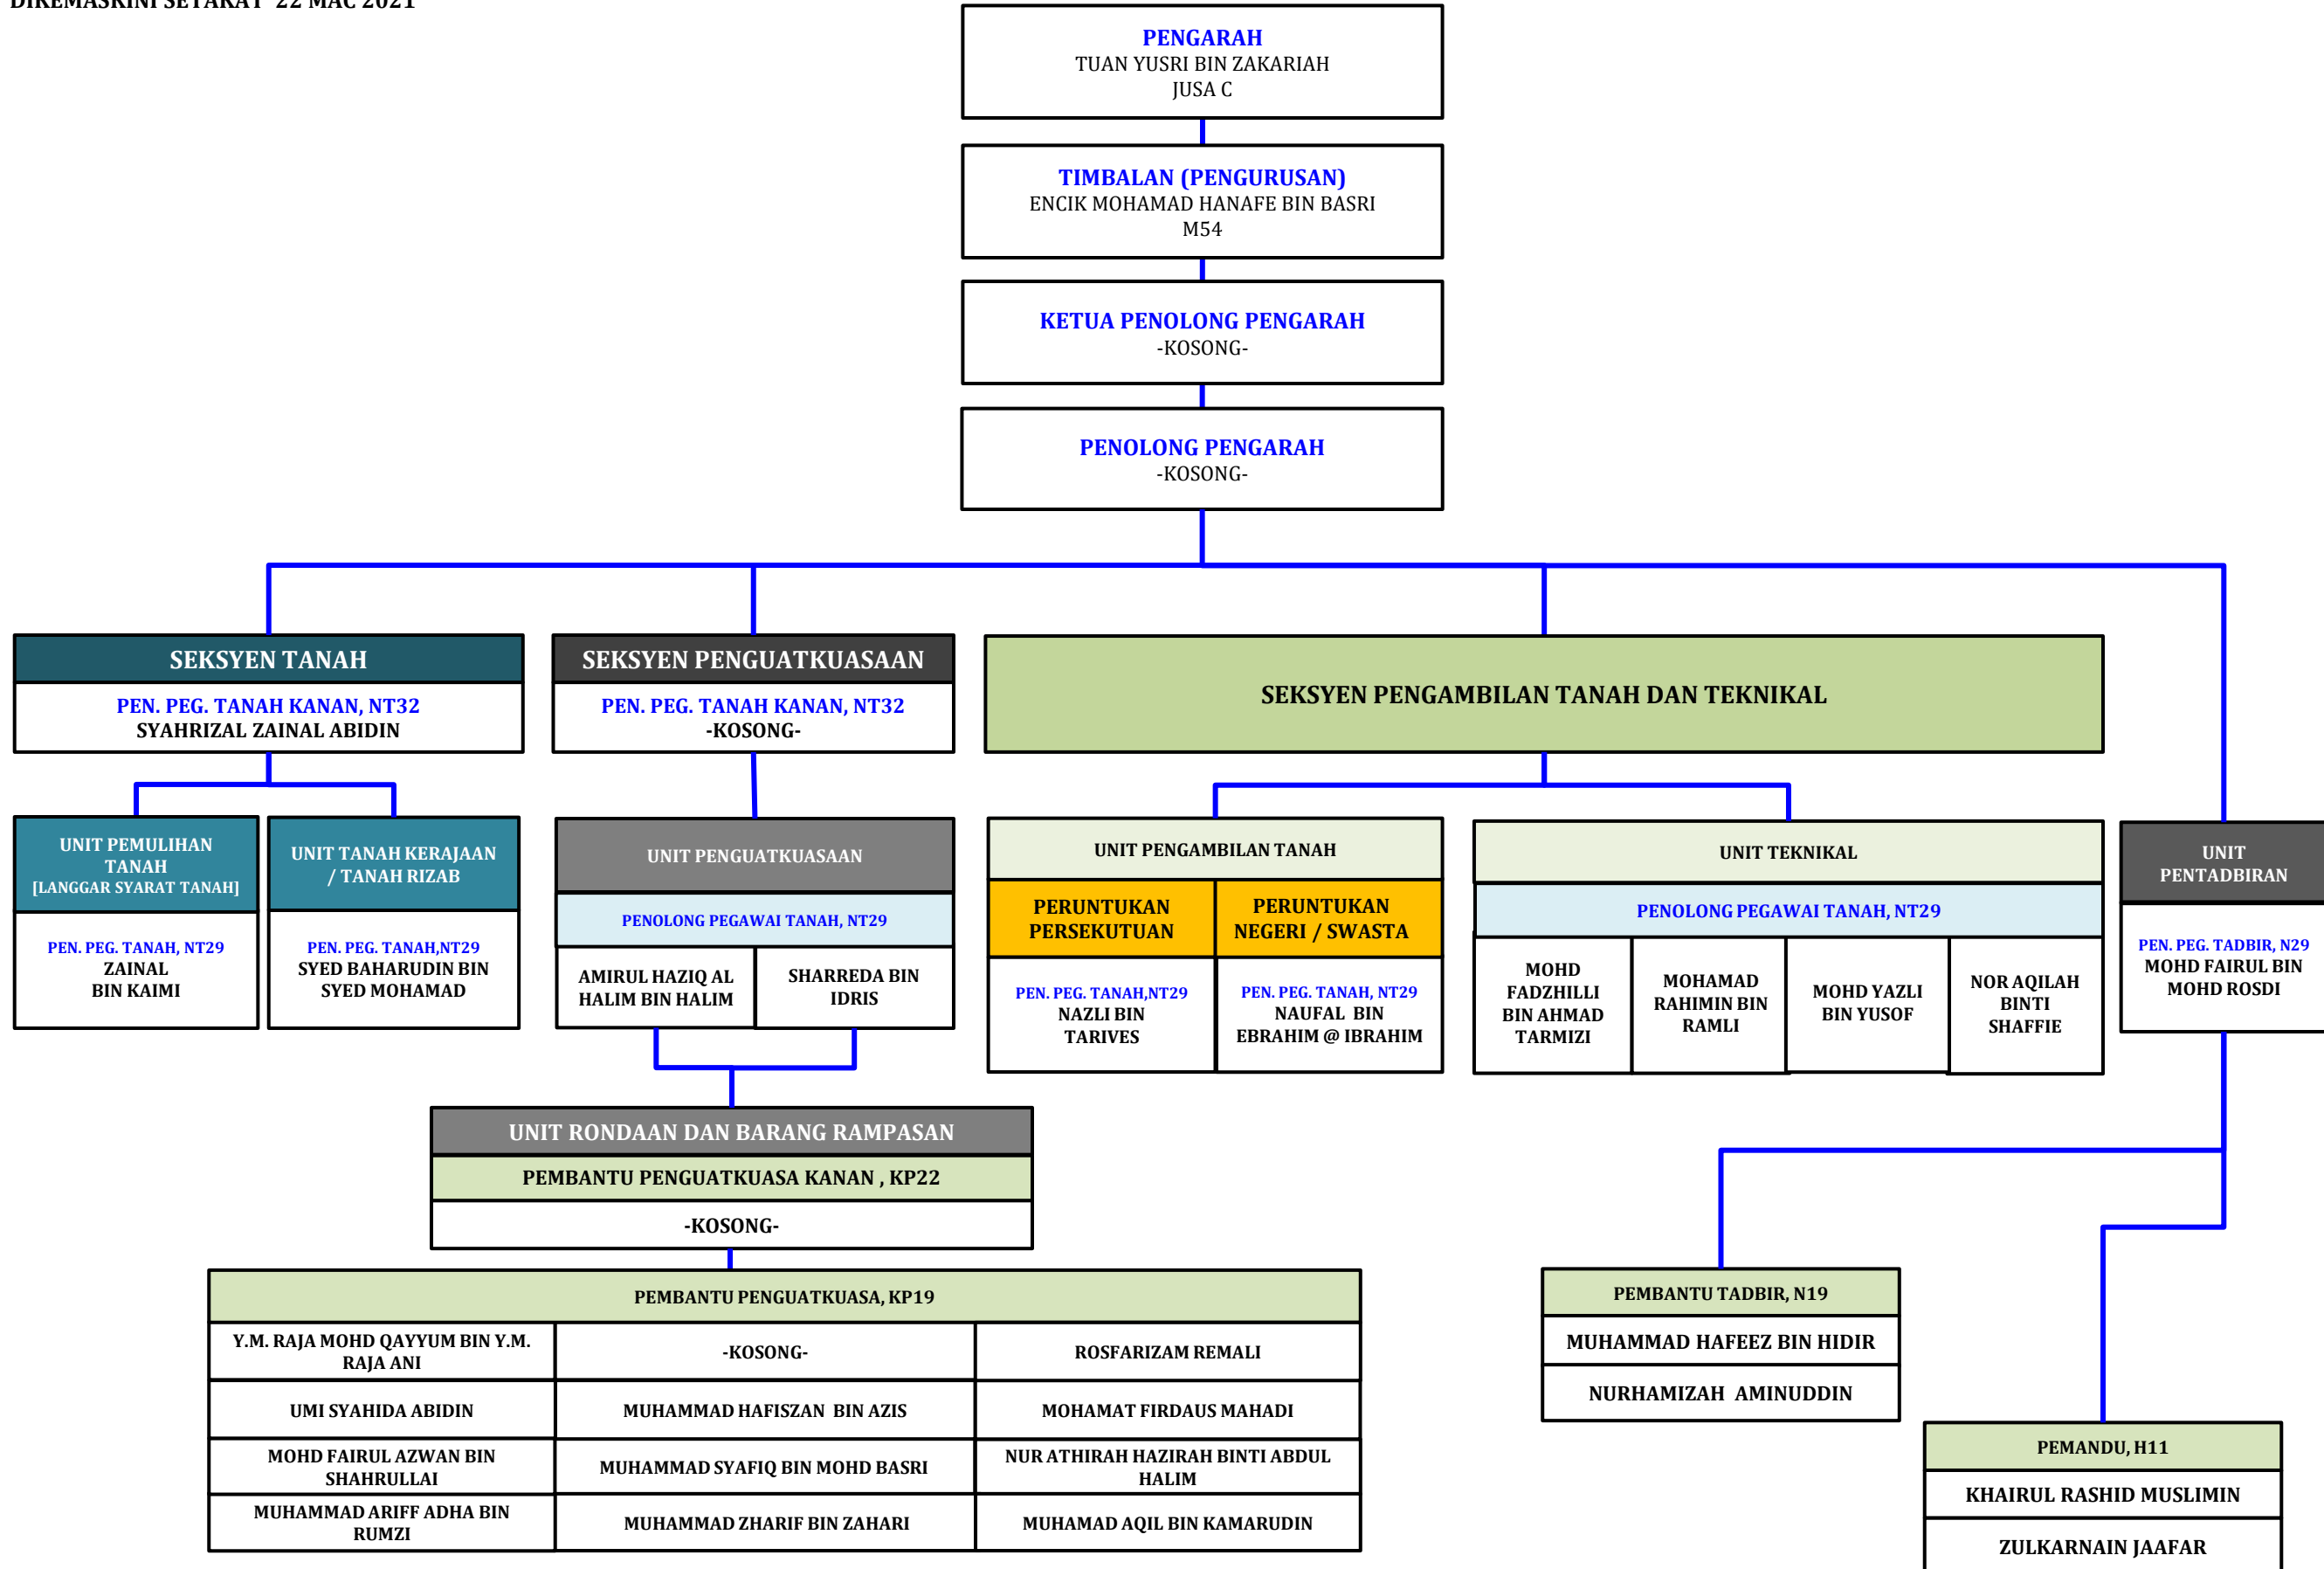 DIKEMASKINI SETAKAT 22 MAC 2021
PENGARAH
TUAN YUSRI BIN ZAKARIAH
JUSA C
TIMBALAN (PENGURUSAN)
ENCIK MOHAMAD HANAFE BIN BASRI
M54
KETUA PENOLONG PENGARAH
-KOSONG-
PENOLONG PENGARAH
-KOSONG-
SEKSYEN TANAH
PEN. PEG. TANAH KANAN, NT32
SYAHRIZAL ZAINAL ABIDIN
SEKSYEN PENGUATKUASAAN
PEN. PEG. TANAH KANAN, NT32
-KOSONG-
SEKSYEN PENGAMBILAN TANAH DAN TEKNIKAL
UNIT PEMULIHAN
TANAH
[LANGGAR SYARAT TANAH]
PEN. PEG. TANAH, NT29
ZAINAL
BIN KAIMI
UNIT TANAH KERAJAAN
/ TANAH RIZAB
PEN. PEG. TANAH,NT29
SYED BAHARUDIN BIN
SYED MOHAMAD
UNIT PENGUATKUASAAN
PENOLONG PEGAWAI TANAH, NT29
AMIRUL HAZIQ AL
HALIM BIN HALIM
SHARREDA BIN
IDRIS
UNIT PENGAMBILAN TANAH
PERUNTUKAN
PERSEKUTUAN
PEN. PEG. TANAH,NT29
NAZLI BIN
TARIVES
PERUNTUKAN
NEGERI / SWASTA
PEN. PEG. TANAH, NT29
NAUFAL BIN
EBRAHIM @ IBRAHIM
UNIT TEKNIKAL
PENOLONG PEGAWAI TANAH, NT29
MOHD
FADZHILLI
BIN AHMAD
TARMIZI
MOHAMAD
RAHIMIN BIN
RAMLI
MOHD YAZLI
BIN YUSOF
NOR AQILAH
BINTI
SHAFFIE
UNIT
PENTADBIRAN
PEN. PEG. TADBIR, N29
MOHD FAIRUL BIN
MOHD ROSDI
UNIT RONDAAN DAN BARANG RAMPASAN
PEMBANTU PENGUATKUASA KANAN , KP22
-KOSONG-
PEMBANTU PENGUATKUASA, KP19
Y.M. RAJA MOHD QAYYUM BIN Y.M.
RAJA ANI
-KOSONG-
ROSFARIZAM REMALI
UMI SYAHIDA ABIDIN
MUHAMMAD HAFISZAN BIN AZIS
MOHAMAT FIRDAUS MAHADI
MOHD FAIRUL AZWAN BIN
SHAHRULLAI
MUHAMMAD SYAFIQ BIN MOHD BASRI
NUR ATHIRAH HAZIRAH BINTI ABDUL
HALIM
MUHAMMAD ARIFF ADHA BIN
RUMZI
MUHAMMAD ZHARIF BIN ZAHARI
MUHAMAD AQIL BIN KAMARUDIN
PEMBANTU TADBIR, N19
MUHAMMAD HAFEEZ BIN HIDIR
NURHAMIZAH AMINUDDIN
PEMANDU, H11
KHAIRUL RASHID MUSLIMIN
ZULKARNAIN JAAFAR